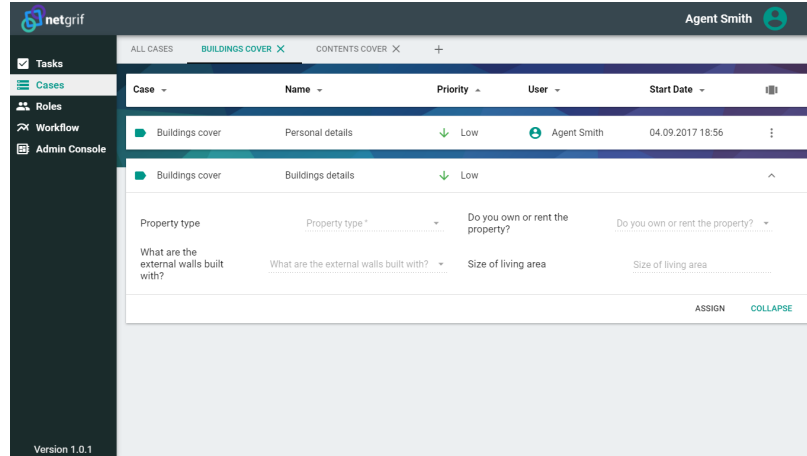 netgrif
Agent Smith
ALL CASES BUILDINGS COVER CONTENTS COVER
Tasks
Cases
Roles
Workflow
Admin Console
Case Name Priority User Start Date
Buildings cover Personal details Low Agent Smith 04.09.2017 18:56
Buildings cover Buildings details Low
Property type Property type * Do you own or rent the property? Do you own or rent the property?
What are the external walls built with? What are the external walls built with? Size of living area Size of living area
ASSIGN COLLAPSE
Version 1.0.1